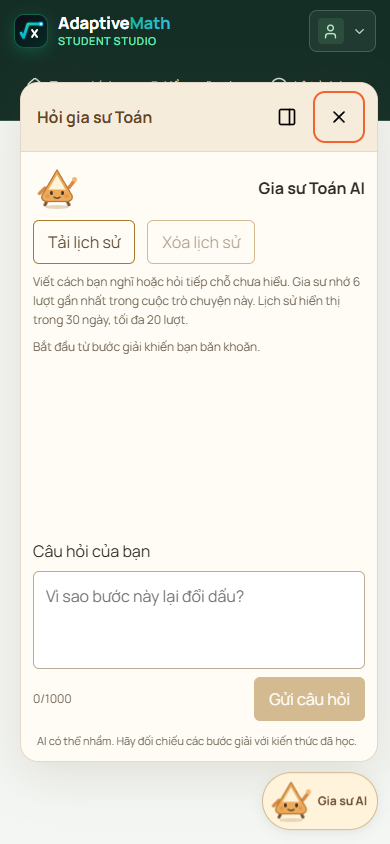 AdaptiveMath
STUDENT STUDIO
Hỏi gia sư Toán
Gia sư Toán AI
Tải lịch sử
Xóa lịch sử
Viết cách bạn nghĩ hoặc hỏi tiếp chỗ chưa hiểu. Gia sư nhớ 6
lượt gần nhất trong cuộc trò chuyện này. Lịch sử hiển thị
trong 30 ngày, tối đa 20 lượt.
Bắt đầu từ bước giải khiến bạn băn khoăn.
Câu hỏi của bạn
Vì sao bước này lại đổi dấu?
0/1000
Gửi câu hỏi
AI có thể nhầm. Hãy đối chiếu các bước giải với kiến thức đã học.
Gia sư AI